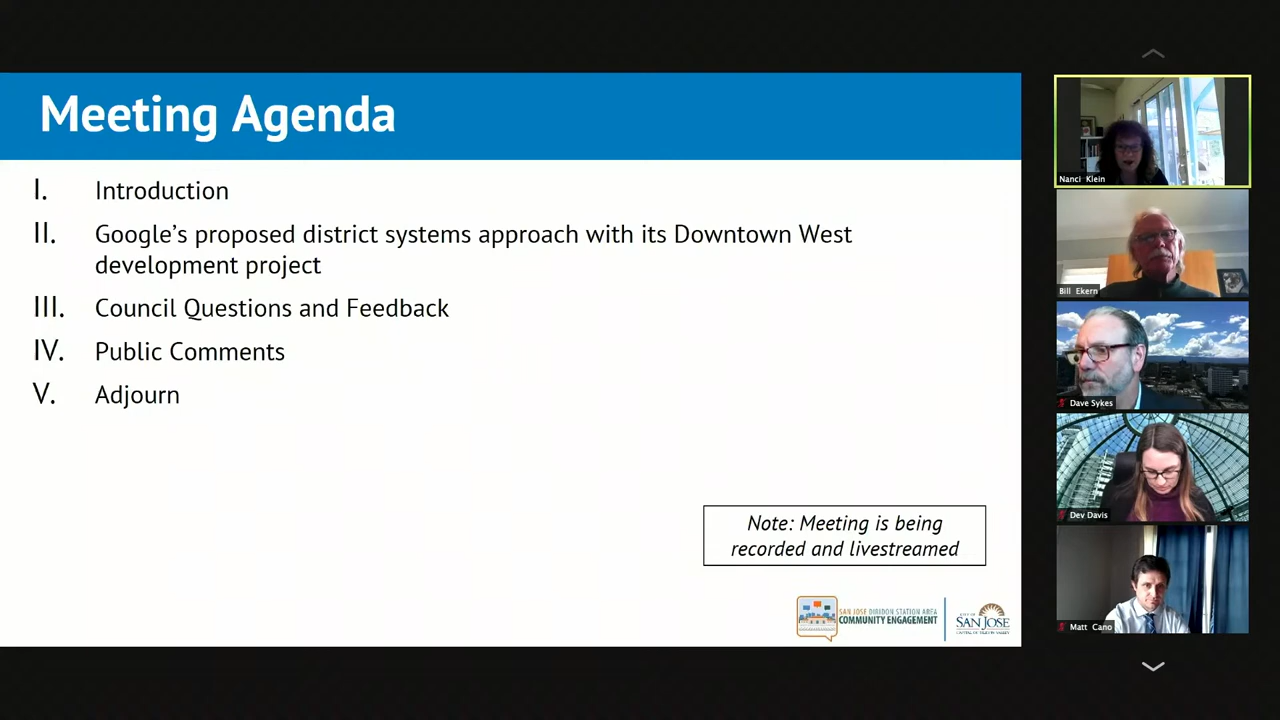 Meeting Agenda
I. Introduction
II. Google's proposed district systems approach with its Downtown West
development project
III. Council Questions and Feedback
IV. Public Comments
V. Adjourn
Note: Meeting is being
recorded and livestreamed
SAN JOSE DIRIDON STATION AREA
COMMUNITY ENGAGEMENT
CITY OF
SAN JOSE
CAPITAL OF SILICON VALLEY
Nanci Klein
Bill Ekern
Dave Sykes
Dev Davis
Matt Cano